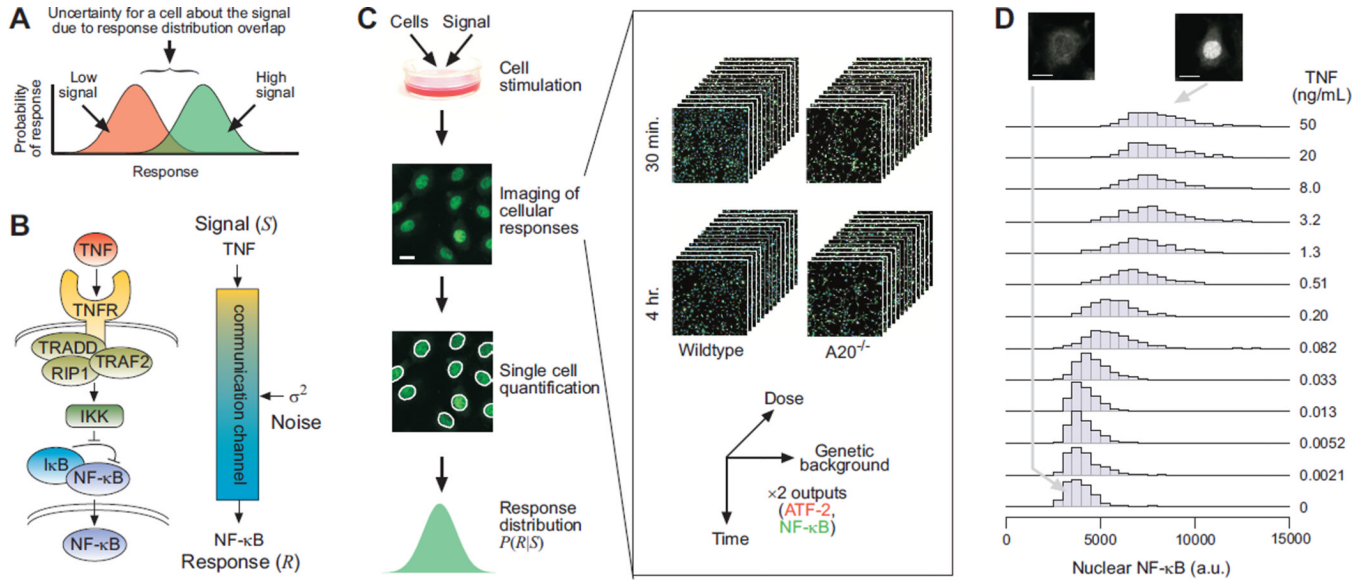 A
Uncertainty for a cell about the signal
due to response distribution overlap
Low
signal
High
signal
Probability
of response
Response
B
Signal (S)
TNF
TNF
TNFR
TRADD
TRAF2
RIP1
IKK
IκB
NF-κB
NF-κB
communication channel
σ²
Noise
NF-κB
Response (R)
C
Cells Signal
Cell
stimulation
Imaging of
cellular
responses
Single cell
quantification
Response
distribution
P(R|S)
30 min.
4 hr.
Wildtype
A20⁻/⁻
Dose
Genetic
background
×2 outputs
(ATF-2,
NF-κB)
Time
D
TNF
(ng/mL)
50
20
8.0
3.2
1.3
0.51
0.20
0.082
0.033
0.013
0.0052
0.0021
0
0 5000 10000 15000
Nuclear NF-κB (a.u.)